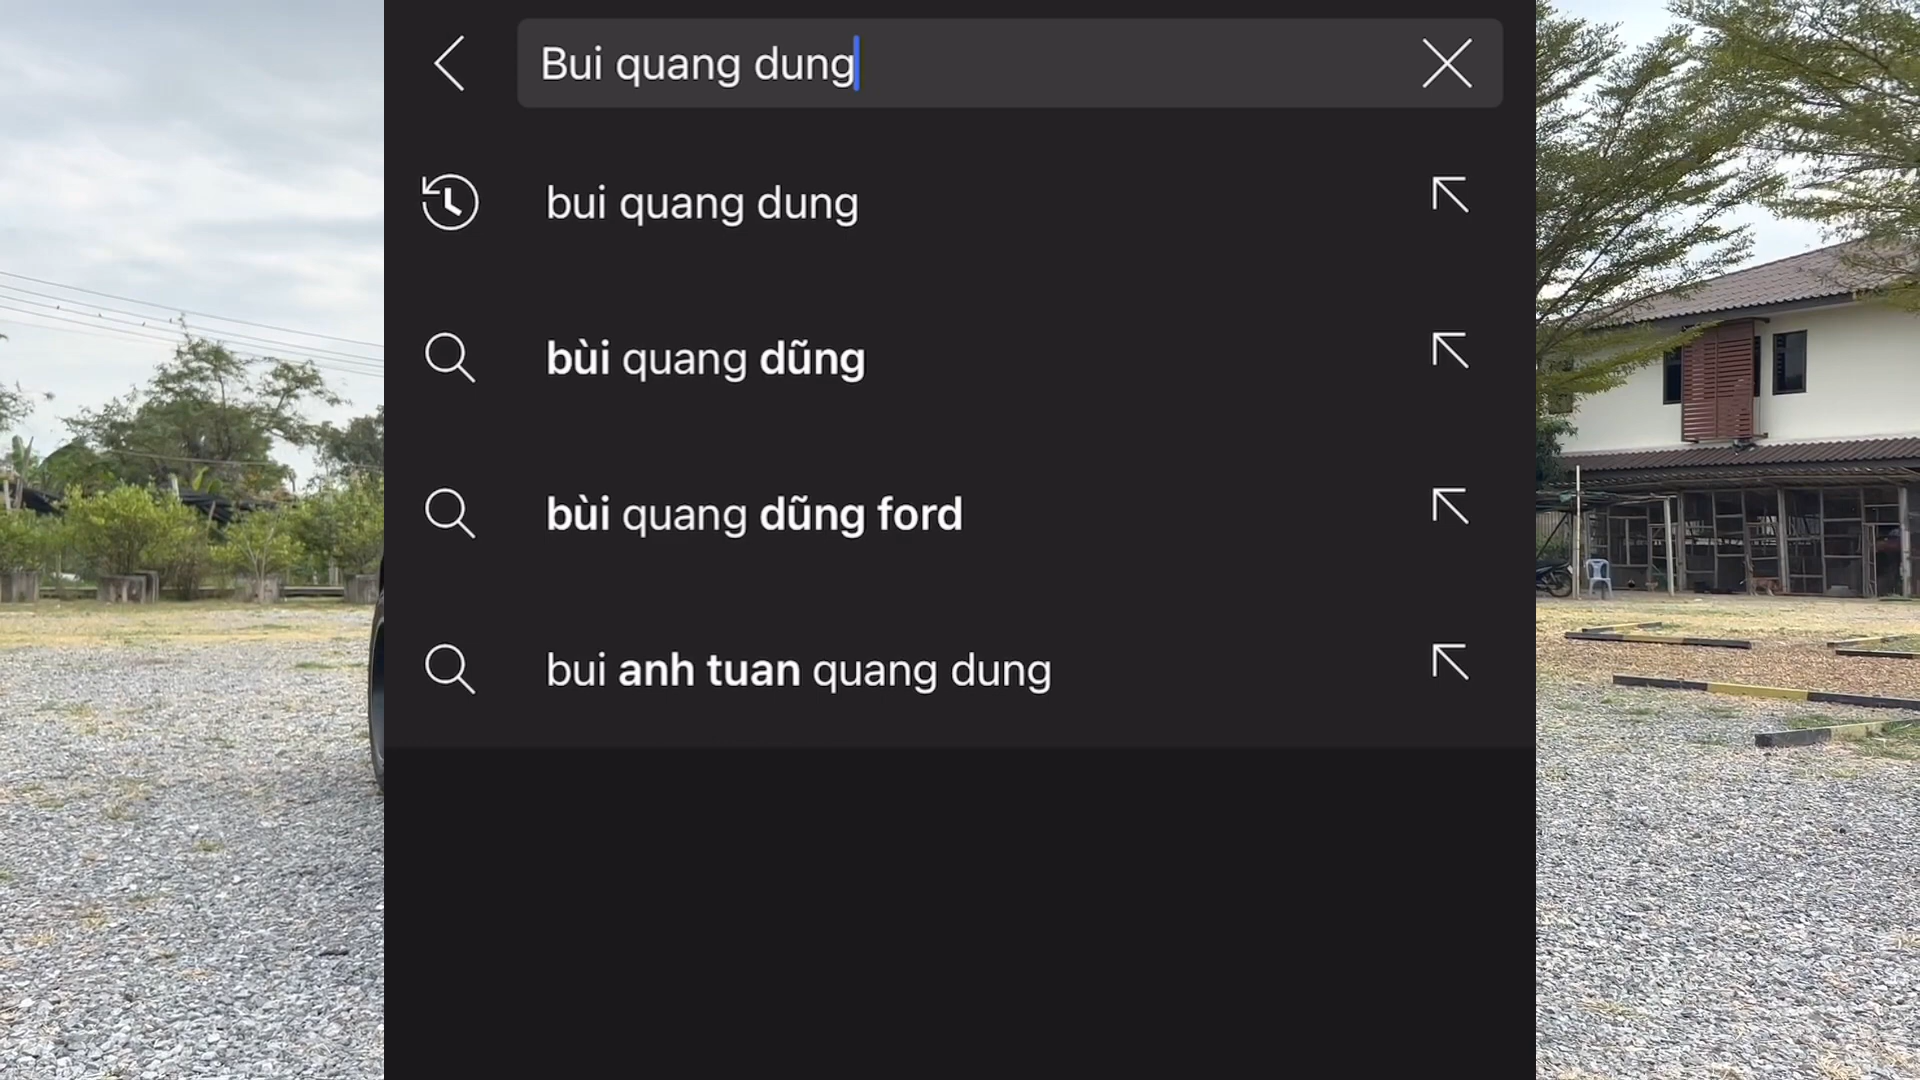 Bui quang dung
bui quang dung
bùi quang dũng
bùi quang dũng ford
bui anh tuan quang dung